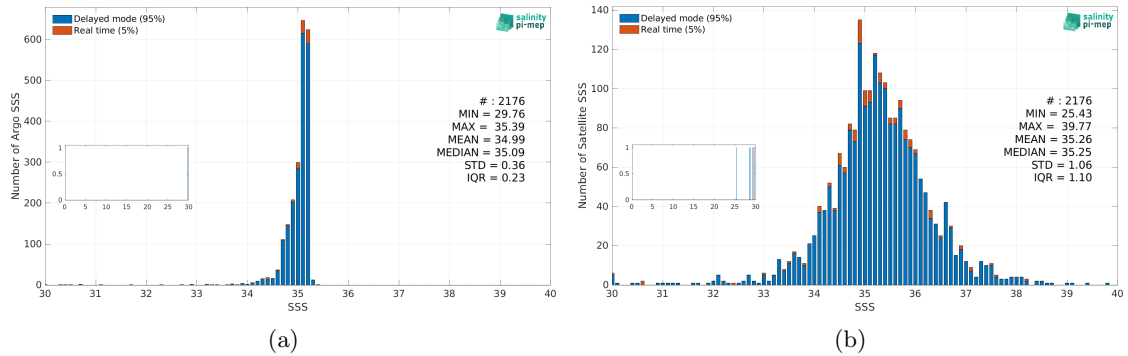 Delayed mode (95%)
Real time (5%)
salinity
pi-mep
Number of Argo SSS
600
500
400
300
200
100
0
# : 2176
MIN = 29.76
MAX = 35.39
MEAN = 34.99
MEDIAN = 35.09
STD = 0.36
IQR = 0.23
1
0.5
0
0 5 10 15 20 25 30
30 31 32 33 34 35 36 37 38 39 40
SSS
(a)
Delayed mode (95%)
Real time (5%)
salinity
pi-mep
Number of Satellite SSS
140
120
100
80
60
40
20
0
# : 2176
MIN = 25.43
MAX = 39.77
MEAN = 35.26
MEDIAN = 35.25
STD = 1.06
IQR = 1.10
1
0.5
0
0 5 10 15 20 25 30
30 31 32 33 34 35 36 37 38 39 40
SSS
(b)